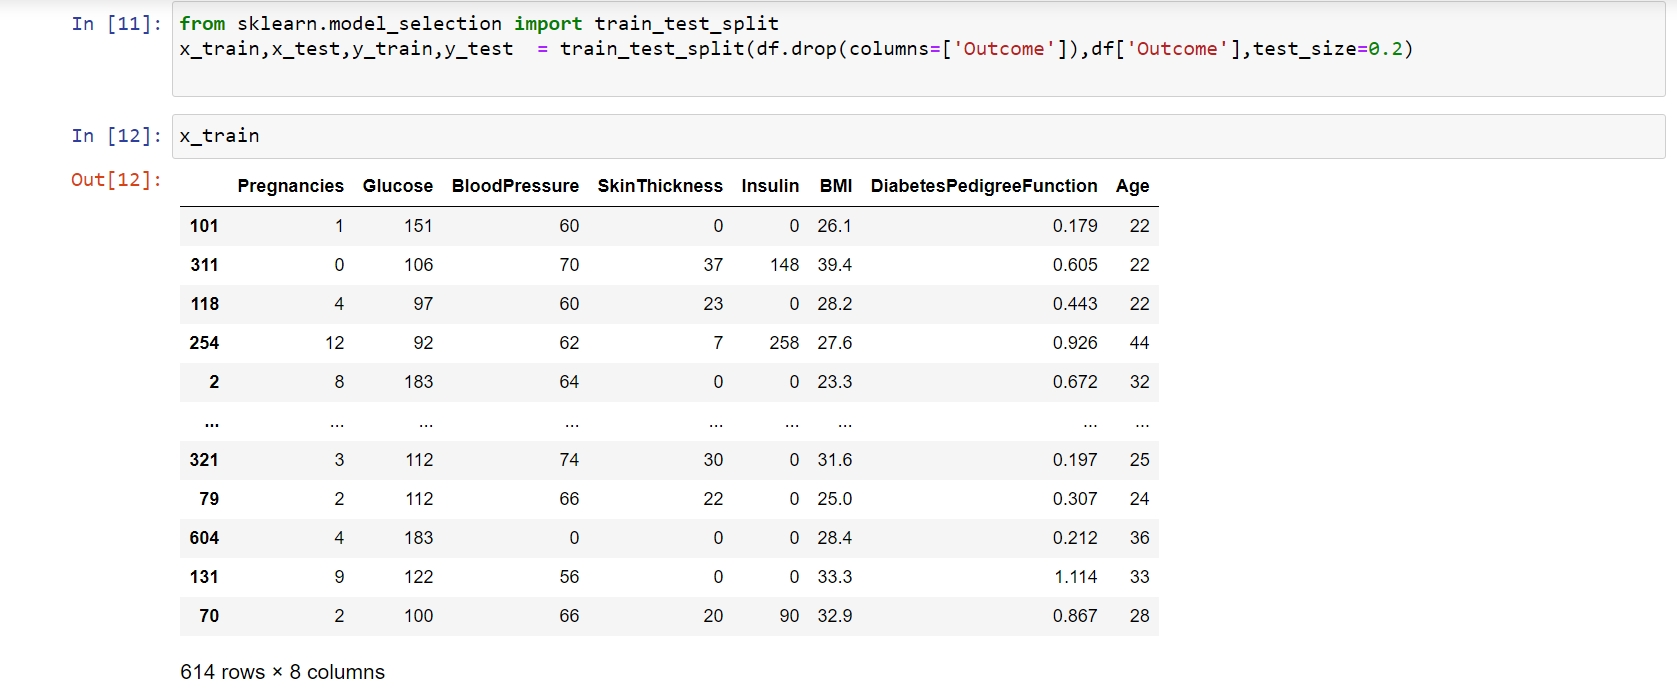 In [11]: from sklearn.model_selection import train_test_split
x_train,x_test,y_train,y_test  = train_test_split(df.drop(columns=['Outcome']),df['Outcome'],test_size=0.2)
In [12]: x_train
Out[12]:
Pregnancies Glucose BloodPressure SkinThickness Insulin BMI DiabetesPedigreeFunction Age
101 1 151 60 0 0 26.1 0.179 22
311 0 106 70 37 148 39.4 0.605 22
118 4 97 60 23 0 28.2 0.443 22
254 12 92 62 7 258 27.6 0.926 44
2 8 183 64 0 0 23.3 0.672 32
... ... ... ... ... ... ... ... ...
321 3 112 74 30 0 31.6 0.197 25
79 2 112 66 22 0 25.0 0.307 24
604 4 183 0 0 0 28.4 0.212 36
131 9 122 56 0 0 33.3 1.114 33
70 2 100 66 20 90 32.9 0.867 28
614 rows × 8 columns